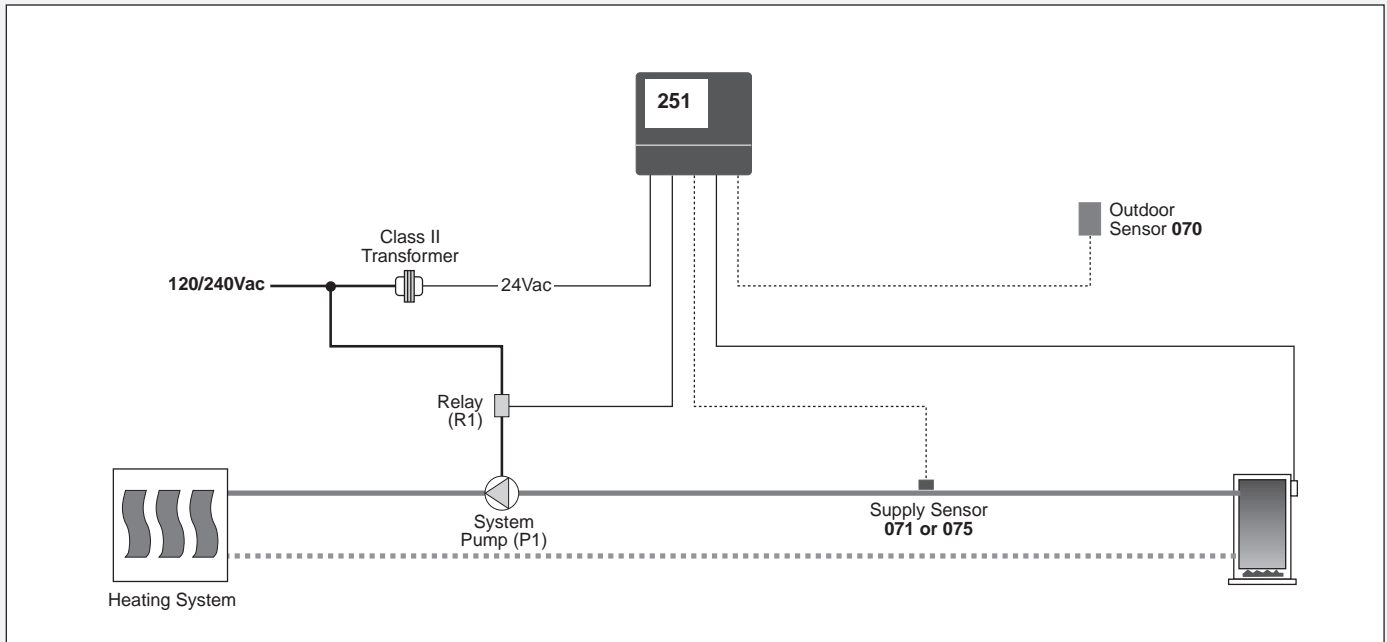 251
Outdoor
Sensor 070
Class II
Transformer
120/240Vac
24Vac
Relay
(R1)
System
Pump (P1)
Supply Sensor
071 or 075
Heating System